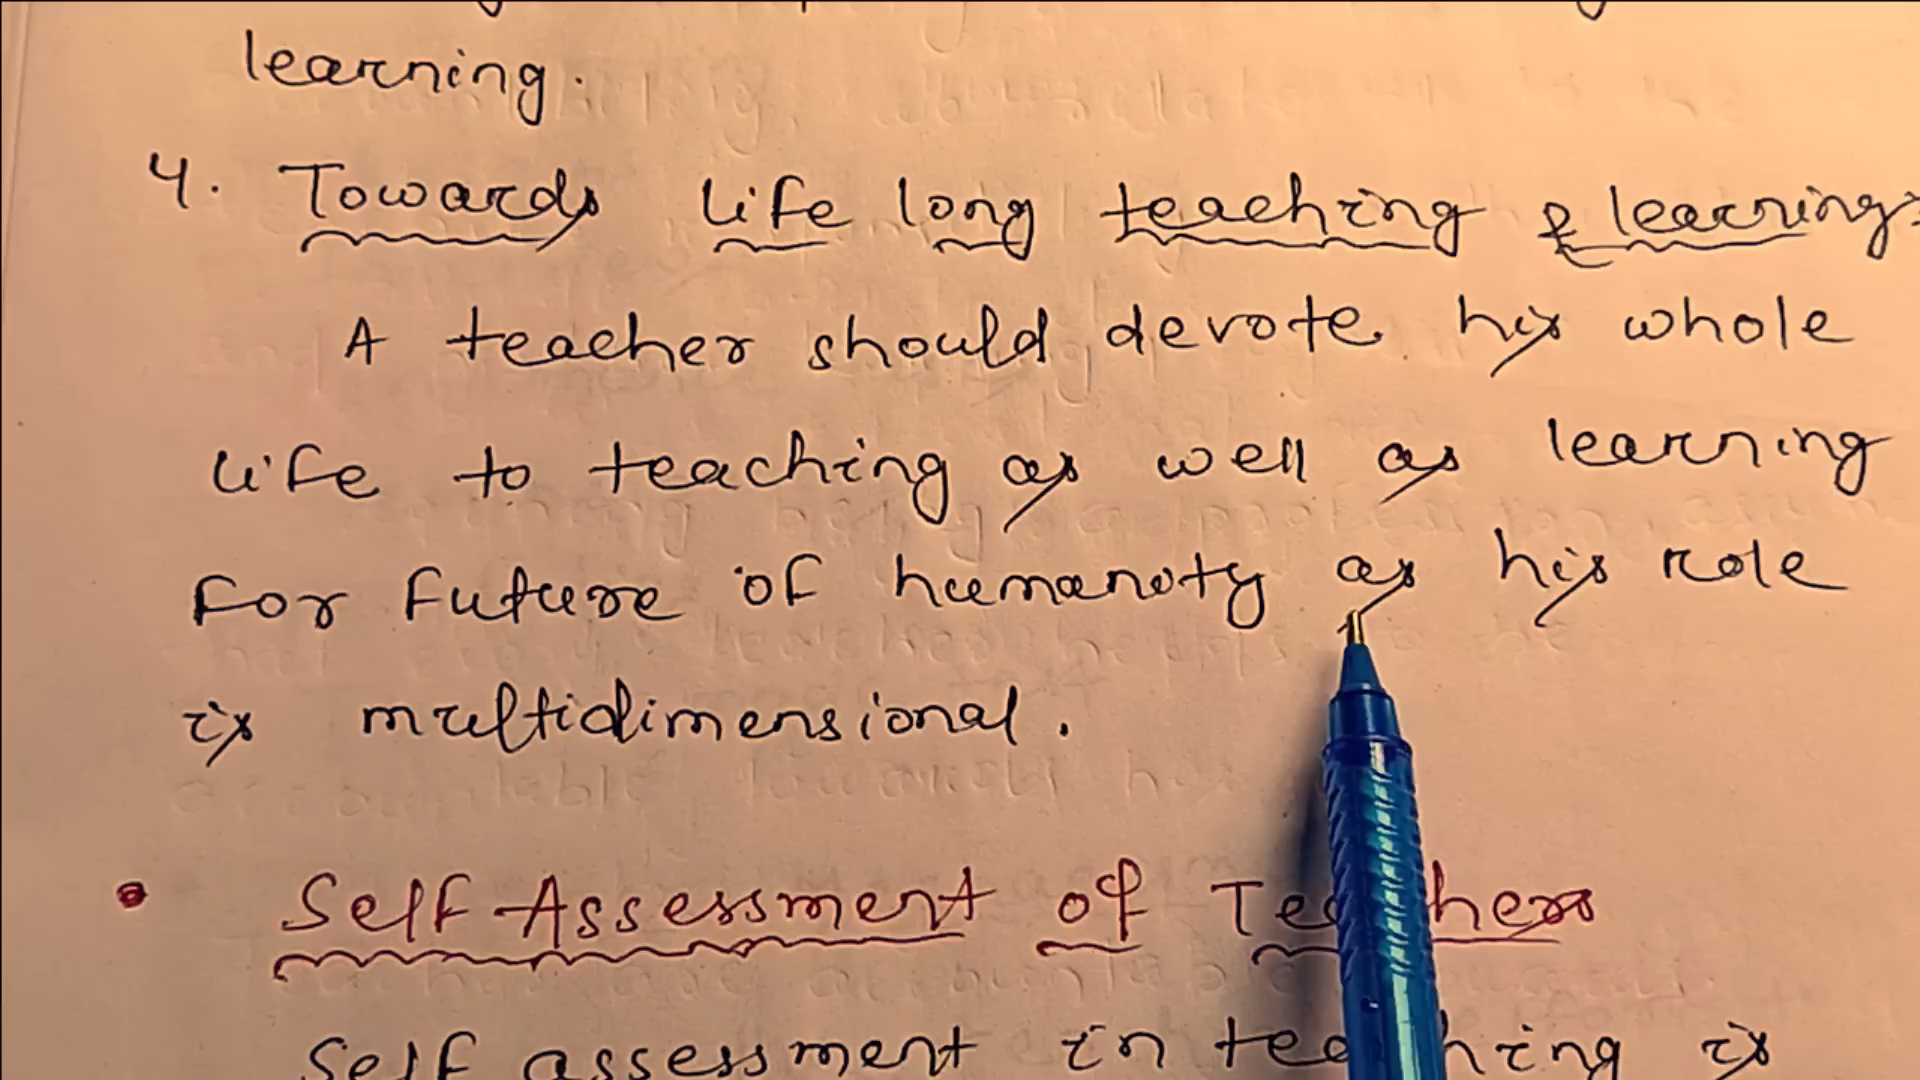 learning.
4. Towards life long teaching & learning:
A teacher should devote his whole
life to teaching as well as learning
for future of humanity as his role
is multidimensional.
• Self-Assessment of Teacher
Self assessment in teaching is